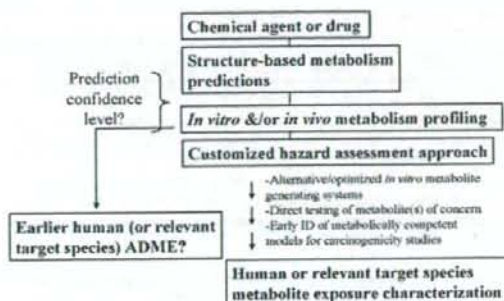 Chemical agent or drug
Structure-based metabolism
predictions
Prediction
confidence
level?
In vitro &/or in vivo metabolism profiling
Customized hazard assessment approach
-Alternative/optimized in vitro metabolite
generating systems
-Direct testing of metabolite(s) of concern
-Early ID of metabolically competent
models for carcinogenicity studies
Earlier human (or relevant
target species) ADME?
Human or relevant target species
metabolite exposure characterization